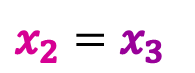 x₂ = x₃